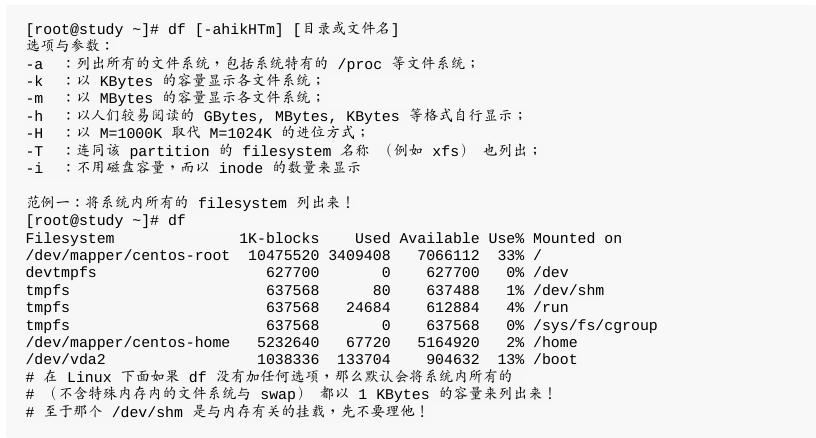 [root@study ~]# df [-ahikHTm] [目录或文件名]
选项与参数：
-a  ：列出所有的文件系统，包括系统特有的 /proc 等文件系统；
-k  ：以 KBytes 的容量显示各文件系统；
-m  ：以 MBytes 的容量显示各文件系统；
-h  ：以人们较易阅读的 GBytes, MBytes, KBytes 等格式自行显示；
-H  ：以 M=1000K 取代 M=1024K 的进位方式；
-T  ：连同该 partition 的 filesystem 名称 （例如 xfs） 也列出；
-i  ：不用磁盘容量，而以 inode 的数量来显示
范例一：将系统内所有的 filesystem 列出来！
[root@study ~]# df
Filesystem              1K-blocks    Used Available Use% Mounted on
/dev/mapper/centos-root  10475520 3409408   7066112  33% /
devtmpfs                   627700       0    627700   0% /dev
tmpfs                      637568      80    637488   1% /dev/shm
tmpfs                      637568   24684    612884   4% /run
tmpfs                      637568       0    637568   0% /sys/fs/cgroup
/dev/mapper/centos-home   5232640   67720   5164920   2% /home
/dev/vda2                 1038336  133704    904632  13% /boot
# 在 Linux 下面如果 df 没有加任何选项，那么默认会将系统内所有的
# （不含特殊内存内的文件系统与 swap） 都以 1 KBytes 的容量来列出来！
# 至于那个 /dev/shm 是与内存有关的挂载，先不要理他！